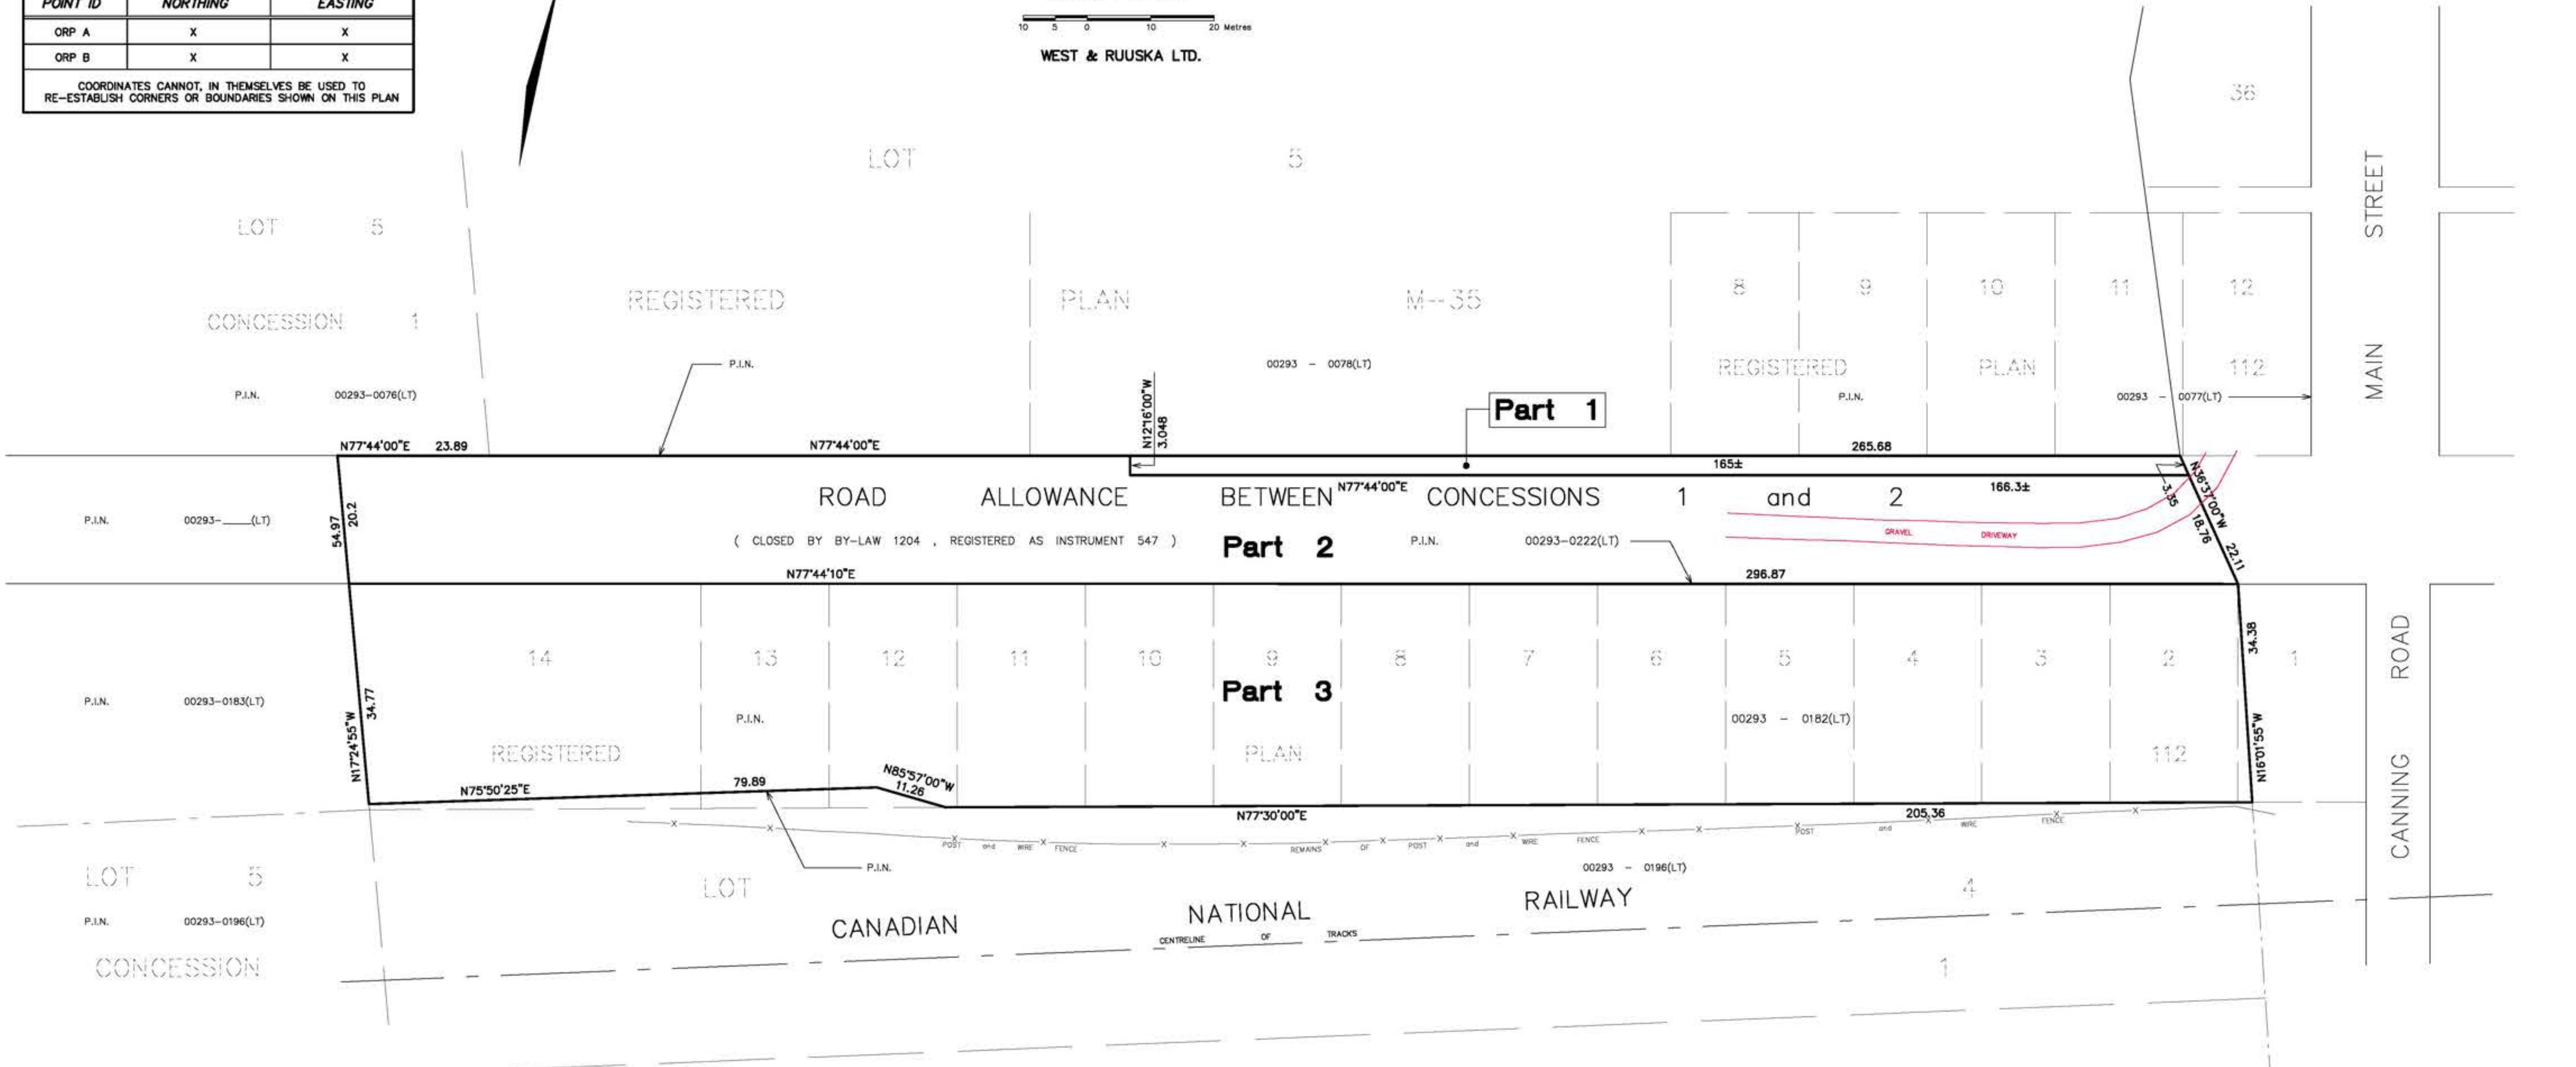 POINT ID NORTHING EASTING
ORP A X X
ORP B X X
COORDINATES CANNOT, IN THEMSELVES BE USED TO
RE-ESTABLISH CORNERS OR BOUNDARIES SHOWN ON THIS PLAN
10 5 0 10 20 Metres
WEST & RUUSKA LTD.
36
MAIN STREET
LOT 5
LOT 5
CONCESSION 1
P.I.N. 00293-0076(LT)
REGISTERED PLAN M--35
P.I.N.
00293 - 0078(LT)
8 9 10 11 12
REGISTERED PLAN 112
P.I.N. 00293 - 0077(LT)
Part 1
N12°16'00"W
3.048
N77°44'00"E 23.89
N77°44'00"E
265.68
165±
ROAD ALLOWANCE BETWEEN CONCESSIONS 1 and 2
N77°44'00"E
166.3±
N36°37'00"W
3.35
18.76
22.11
P.I.N. 00293-____(LT)
54.97
20.2
( CLOSED BY BY-LAW 1204 , REGISTERED AS INSTRUMENT 547 )
Part 2
P.I.N. 00293-0222(LT)
GRAVEL DRIVEWAY
N77°44'10"E
296.87
14 13 12 11 10 9 8 7 6 5 4 3 2 1
34.38
N16°01'55"W
CANNING ROAD
Part 3
P.I.N. 00293-0183(LT)
34.77
N17°24'55"W
P.I.N.
00293 - 0182(LT)
REGISTERED PLAN 112
N75°50'25"E
79.89
N85°57'00"W
11.26
N77°30'00"E
205.36
POST and WIRE FENCE
REMAINS OF POST and WIRE FENCE
POST and WIRE FENCE
P.I.N.
00293 - 0196(LT)
LOT 5
P.I.N. 00293-0196(LT)
CONCESSION
LOT 4
CANADIAN NATIONAL RAILWAY
CENTRELINE OF TRACKS
1